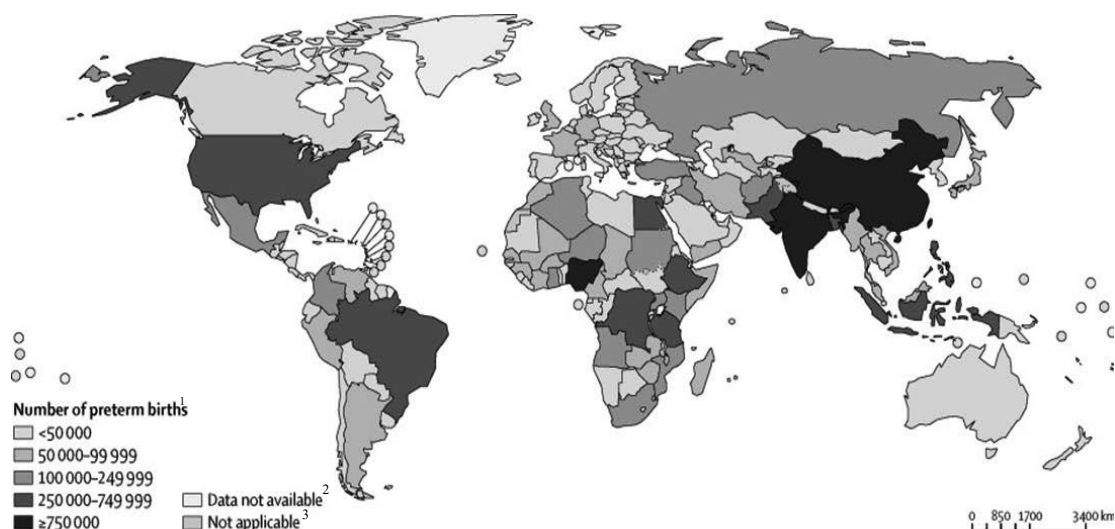 Number of preterm births1
<50 000
50 000–99 999
100 000–249 999
250 000–749 999
≥750 000
Data not available2
Not applicable3
0 850 1700 3400 km